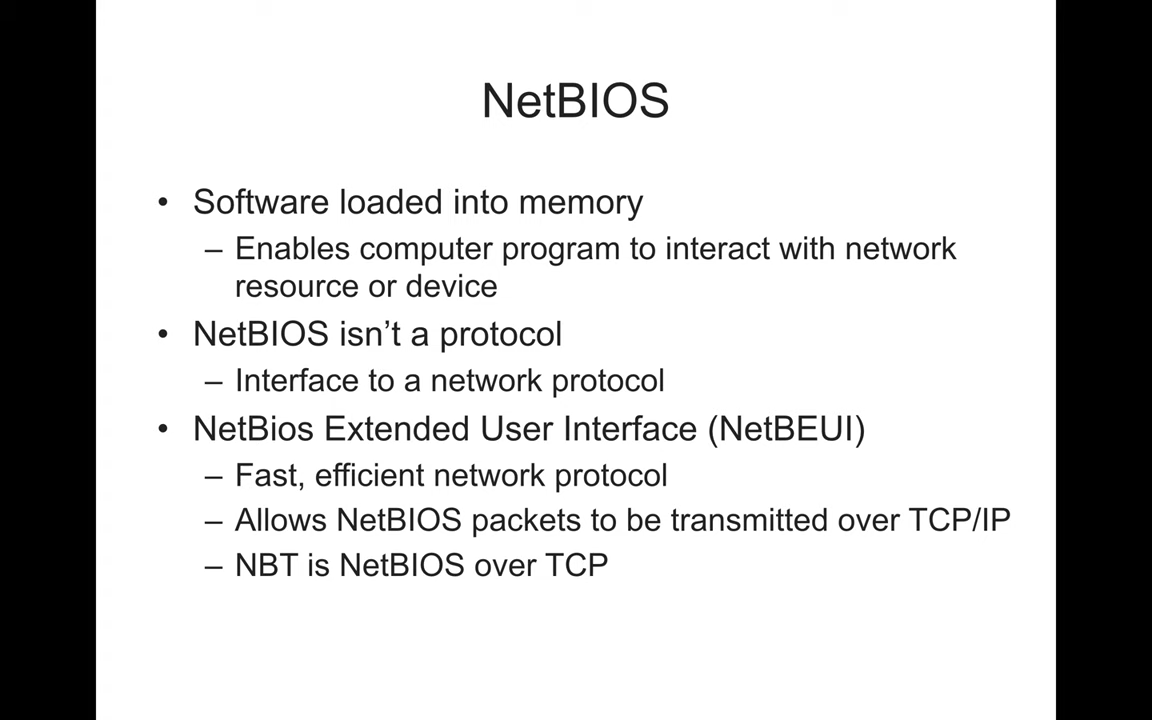 NetBIOS
• Software loaded into memory
– Enables computer program to interact with network
resource or device
• NetBIOS isn’t a protocol
– Interface to a network protocol
• NetBios Extended User Interface (NetBEUI)
– Fast, efficient network protocol
– Allows NetBIOS packets to be transmitted over TCP/IP
– NBT is NetBIOS over TCP